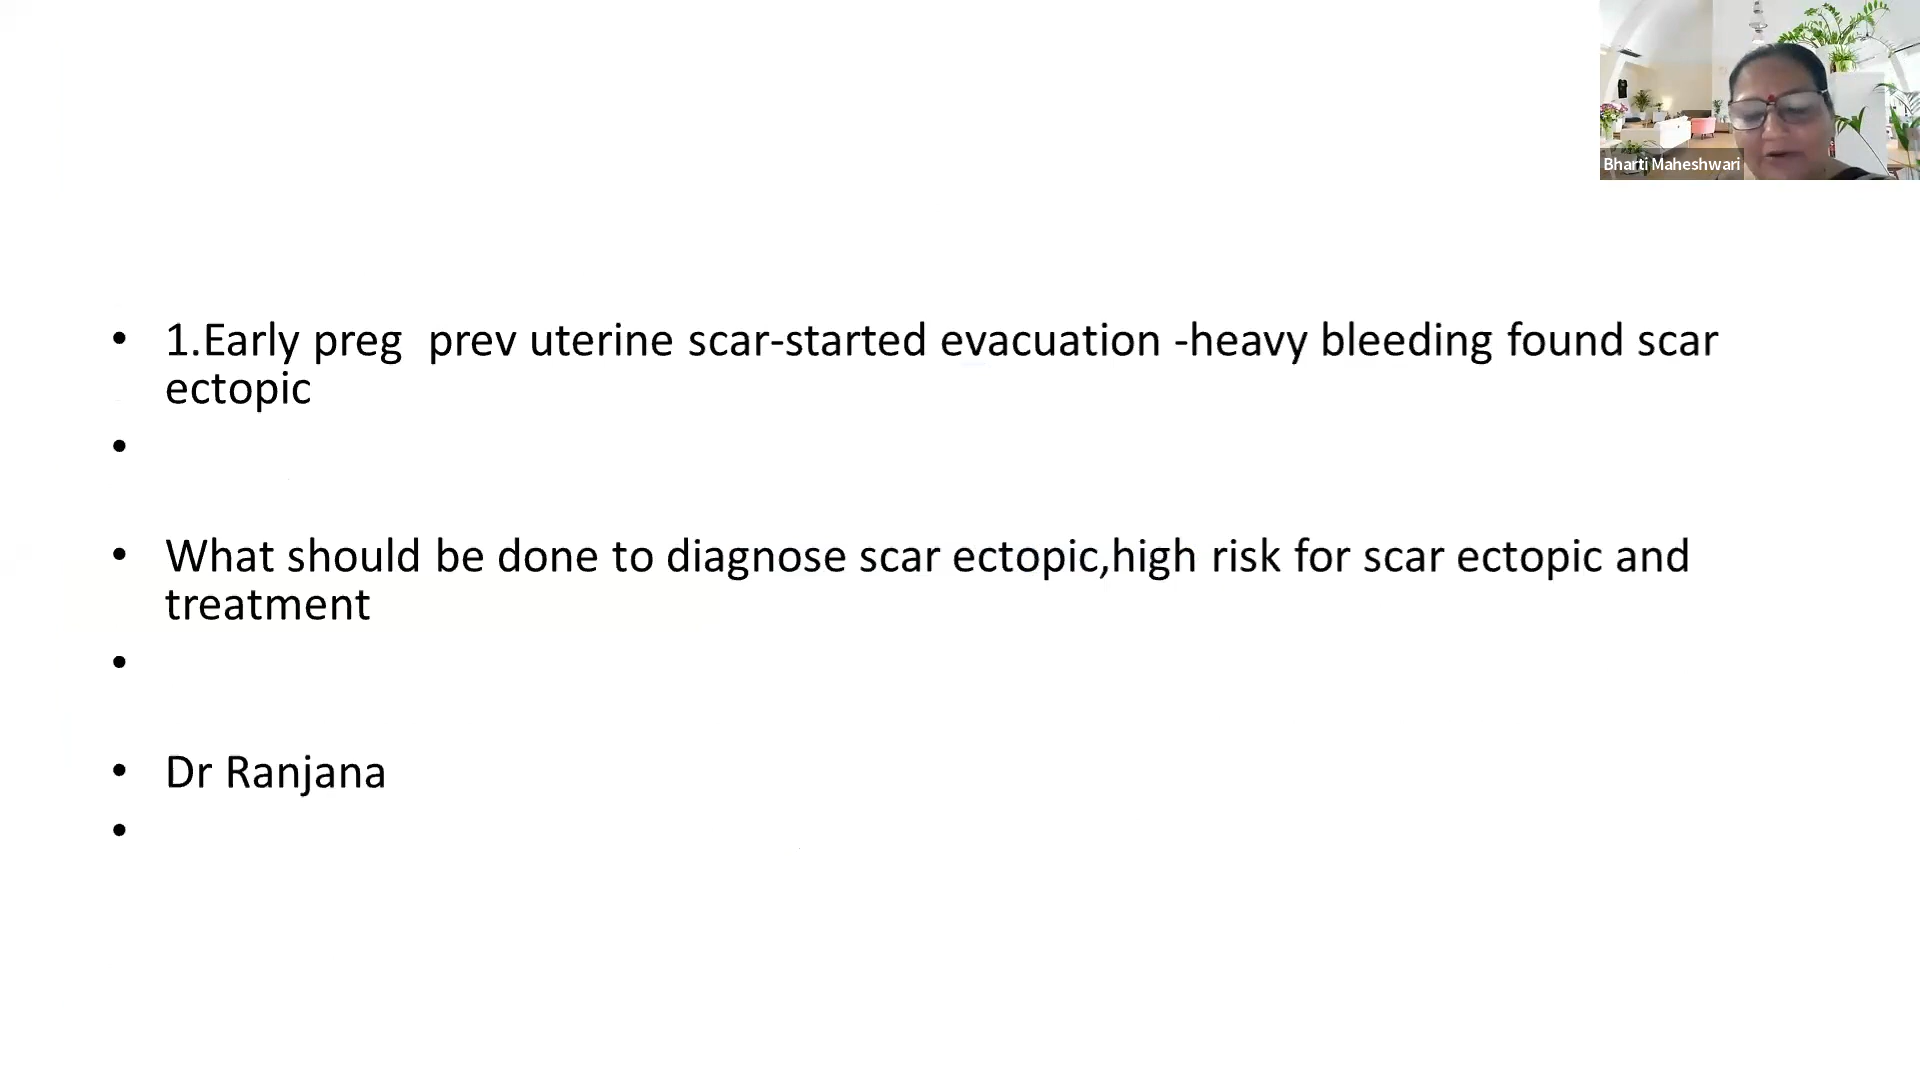 Bharti Maheshwari
• 1.Early preg  prev uterine scar-started evacuation -heavy bleeding found scar
ectopic
•
• What should be done to diagnose scar ectopic,high risk for scar ectopic and
treatment
•
• Dr Ranjana
•